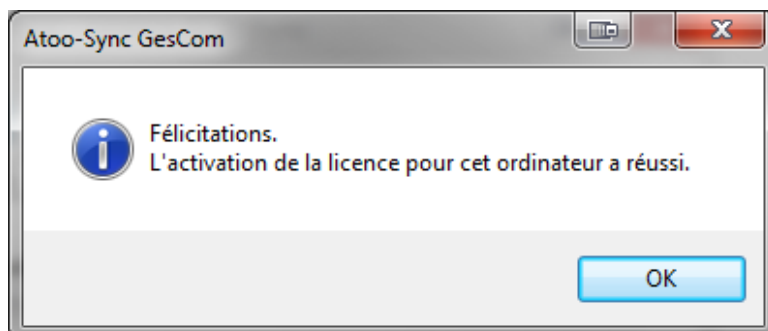 Atoo-Sync GesCom
Félicitations.
L'activation de la licence pour cet ordinateur a réussi.
OK